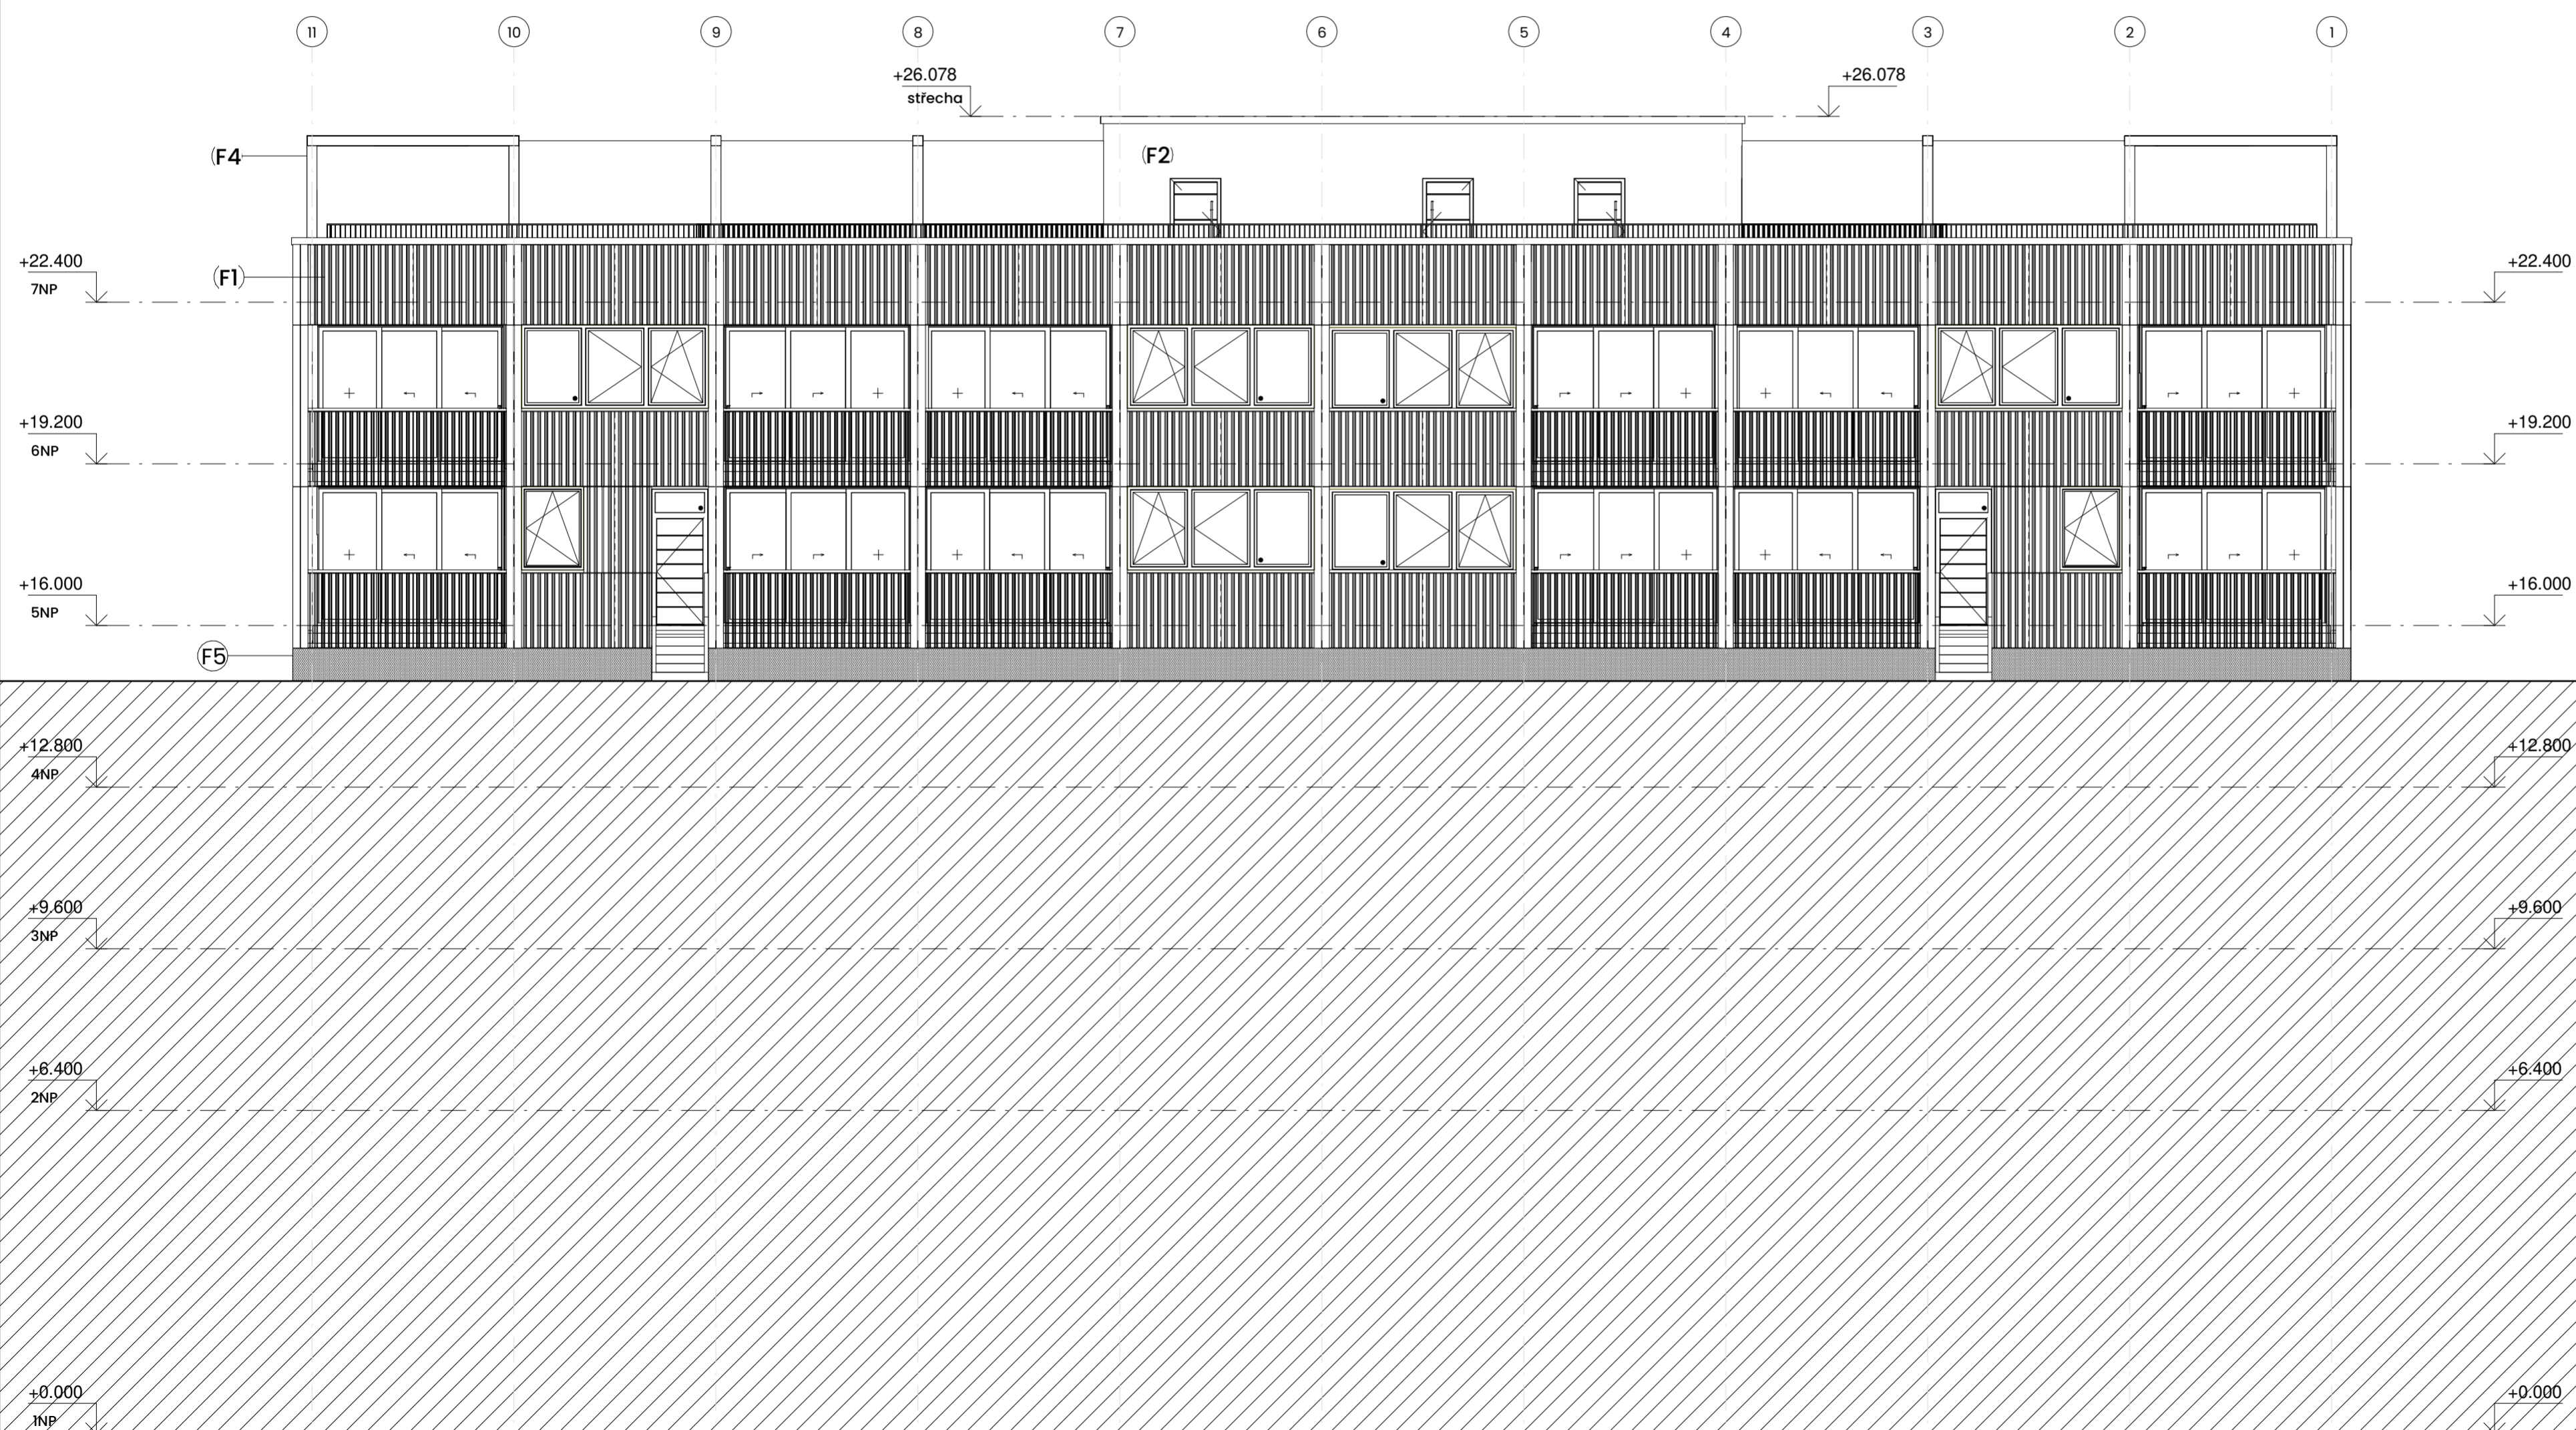 11 10 9 8 7 6 5 4 3 2 1
+26.078 +26.078
střecha
F4 F2
+22.400 F1 +22.400
7NP
+19.200 +19.200
6NP
+16.000 +16.000
5NP
F5
+12.800 +12.800
4NP
+9.600 +9.600
3NP
+6.400 +6.400
2NP
+0.000 +0.000
1NP